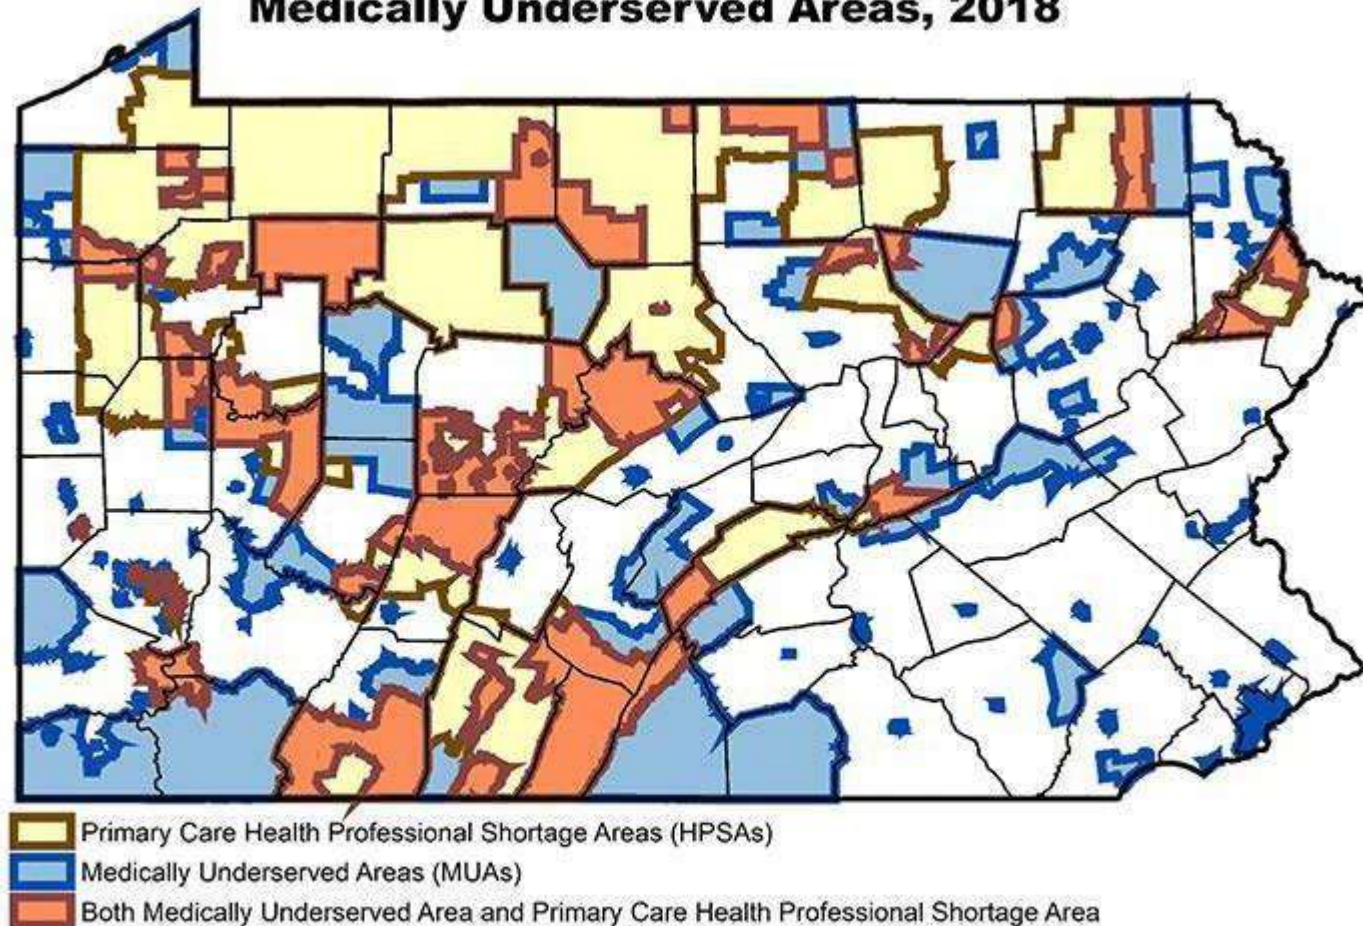 Medically Underserved Areas, 2018
Primary Care Health Professional Shortage Areas (HPSAs)
Medically Underserved Areas (MUAs)
Both Medically Underserved Area and Primary Care Health Professional Shortage Area